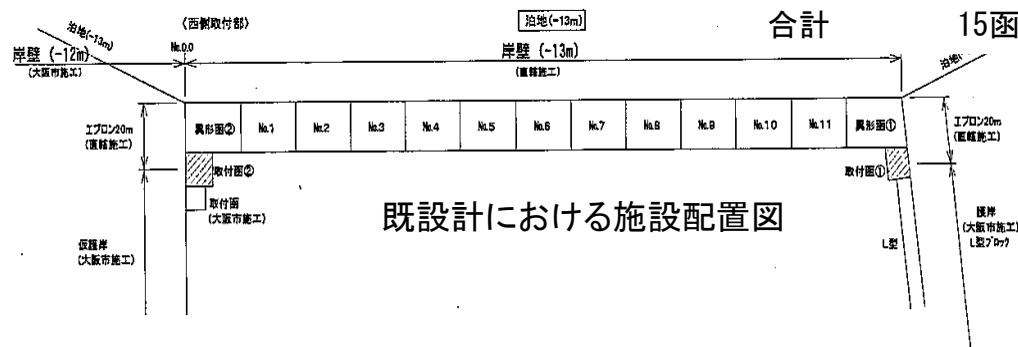 合計 15函
泊地(-13m)
〈西側取付部〉
泊地(-13m)
No.0.0
岸壁 (-12m)
(大阪市施工)
岸壁 (-13m)
(直轄施工)
泊地(-13m)
エプロン20m
(直轄施工)
異形函② No.1 No.2 No.3 No.4 No.5 No.6 No.7 No.8 No.9 No.10 No.11 異形函①
エプロン20m
(直轄施工)
取付函②
取付函①
取付函
(大阪市施工)
既設計における施設配置図
仮護岸
(大阪市施工)
L型
護岸
(大阪市施工)
L型ブロック